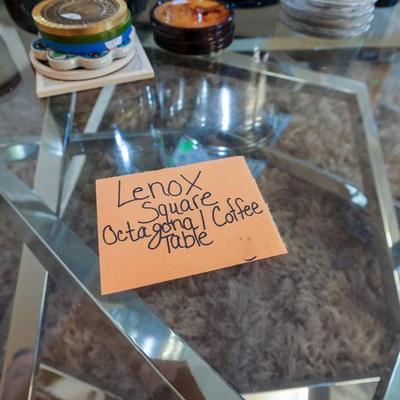 Lenox
Square
Octagonal Coffee
Table